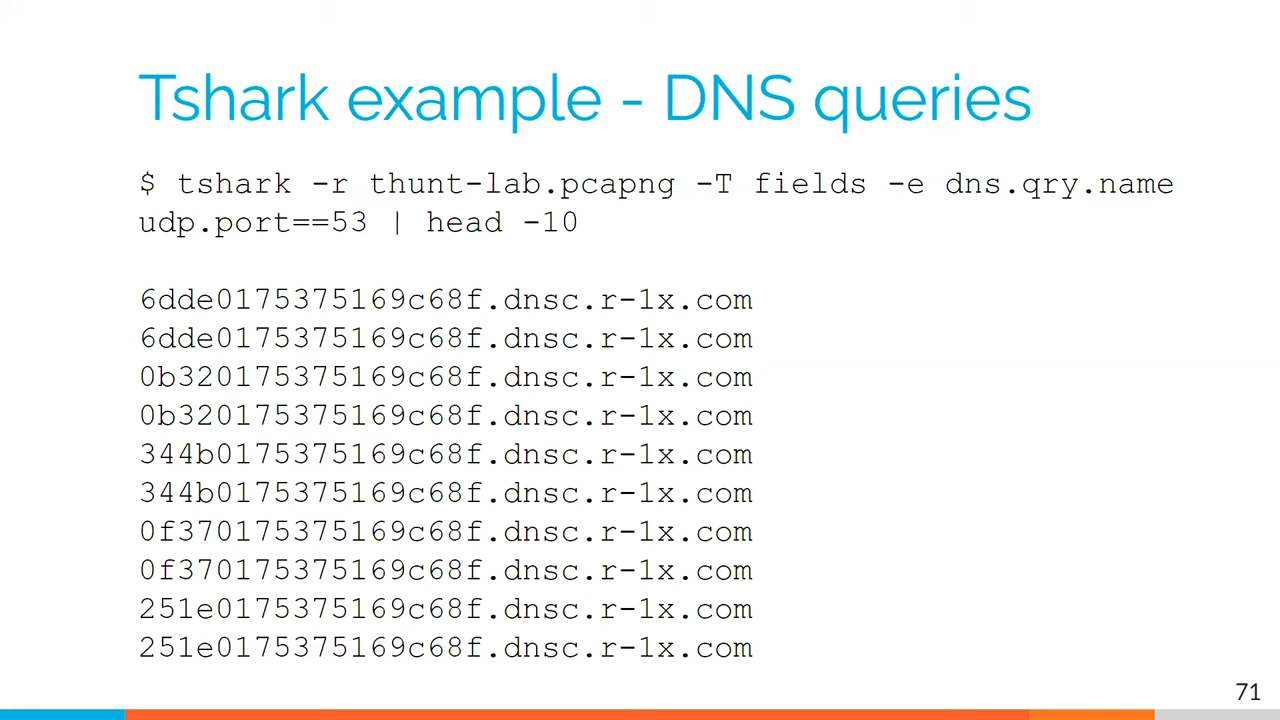 Tshark example - DNS queries
$ tshark -r thunt-lab.pcapng -T fields -e dns.qry.name
udp.port==53 | head -10
6dde0175375169c68f.dnsc.r-1x.com
6dde0175375169c68f.dnsc.r-1x.com
0b320175375169c68f.dnsc.r-1x.com
0b320175375169c68f.dnsc.r-1x.com
344b0175375169c68f.dnsc.r-1x.com
344b0175375169c68f.dnsc.r-1x.com
0f370175375169c68f.dnsc.r-1x.com
0f370175375169c68f.dnsc.r-1x.com
251e0175375169c68f.dnsc.r-1x.com
251e0175375169c68f.dnsc.r-1x.com
71